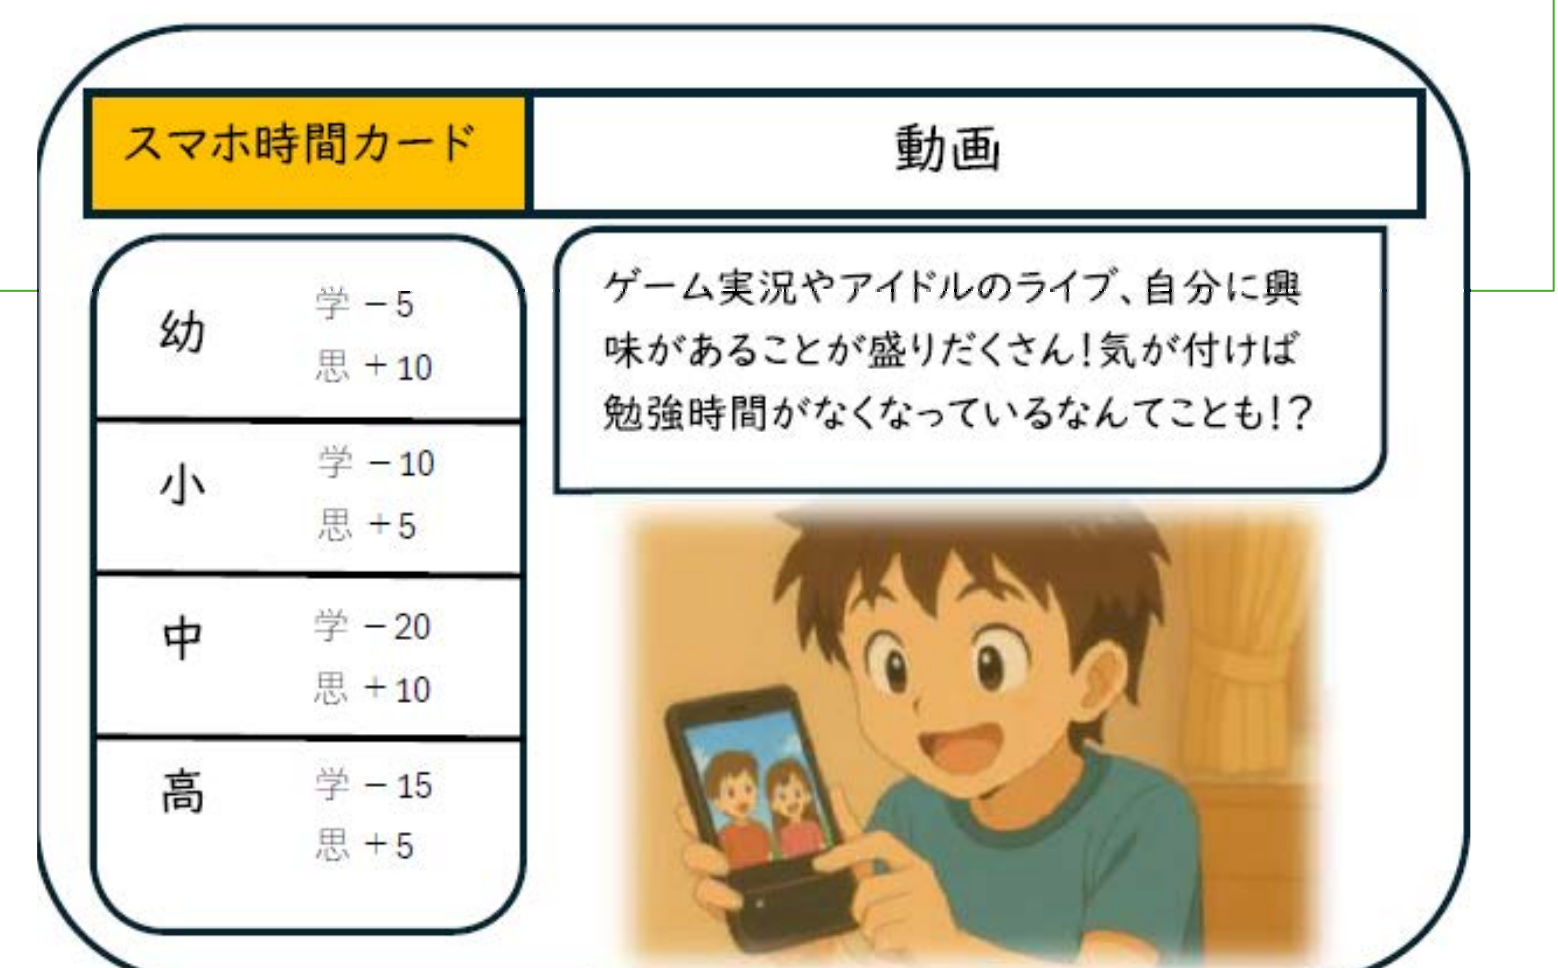 スマホ時間カード
動画
幼
学 －5
思 ＋10
小
学 －10
思 ＋5
中
学 －20
思 ＋10
高
学 －15
思 ＋5
ゲーム実況やアイドルのライブ、自分に興
味があることが盛りだくさん！気が付けば
勉強時間がなくなっているなんてことも！？